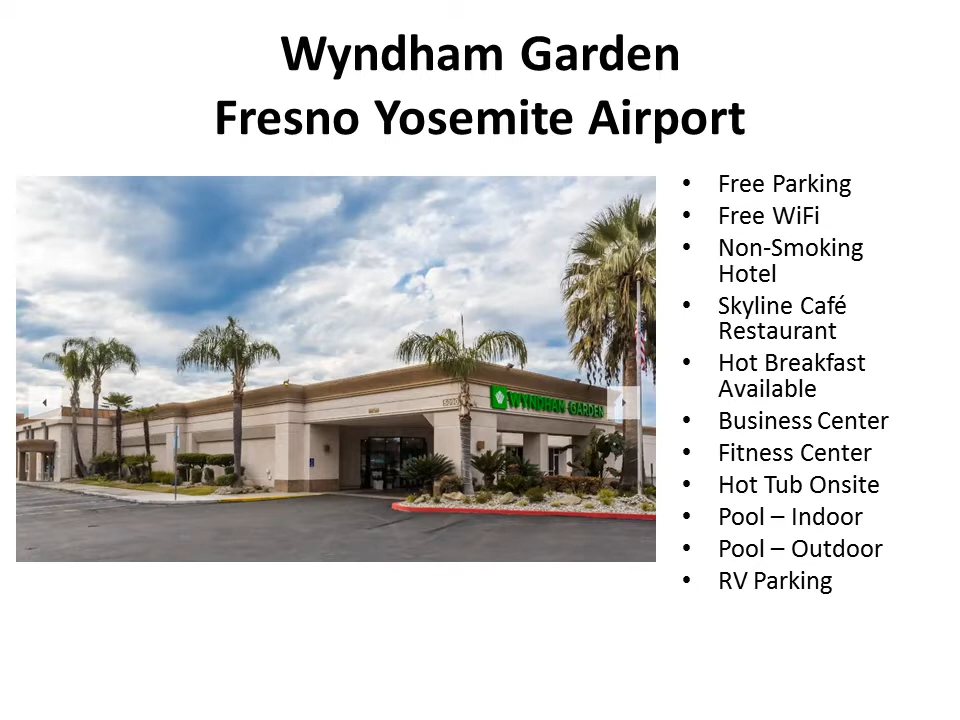 Wyndham Garden
Fresno Yosemite Airport
• Free Parking
• Free WiFi
• Non-Smoking
Hotel
• Skyline Café
Restaurant
• Hot Breakfast
Available
• Business Center
• Fitness Center
• Hot Tub Onsite
• Pool – Indoor
• Pool – Outdoor
• RV Parking
WYNDHAM GARDEN